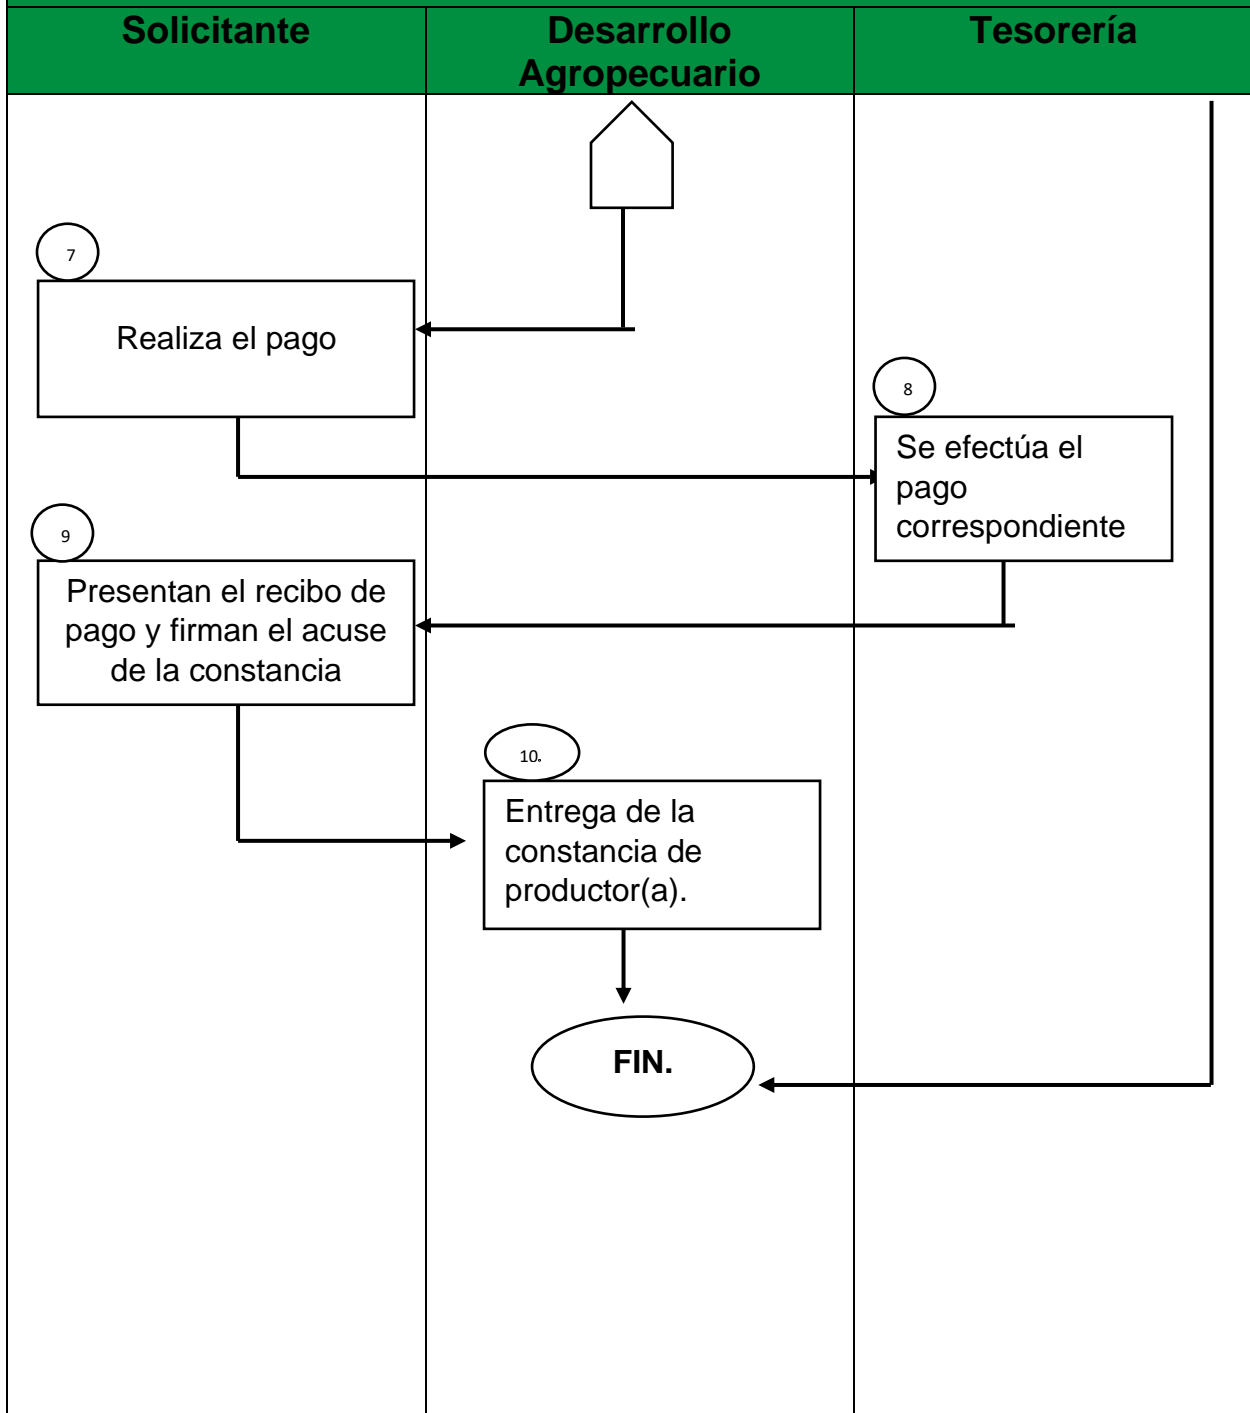 Solicitante
Desarrollo
Agropecuario
Tesorería
7
Realiza el pago
8
Se efectúa el
pago
correspondiente
9
Presentan el recibo de
pago y firman el acuse
de la constancia
10.
Entrega de la
constancia de
productor(a).
FIN.